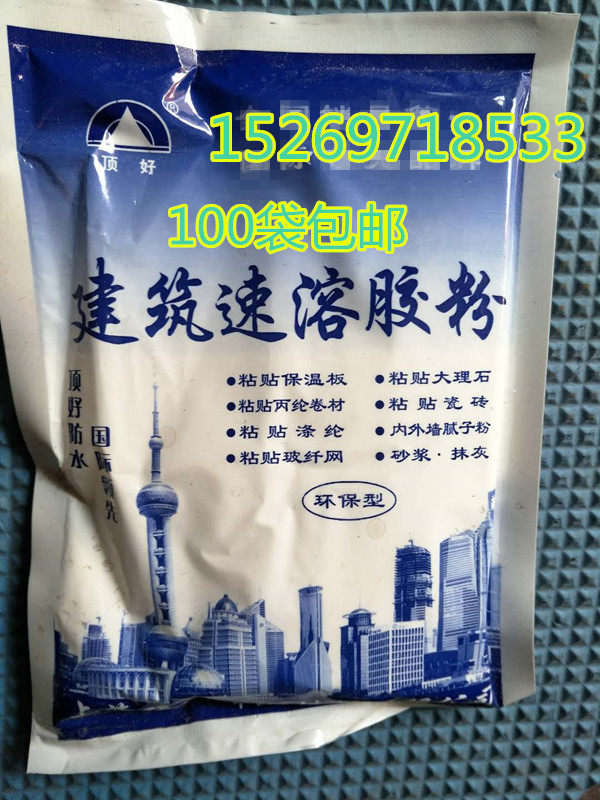 ®
顶好
15269718533
100袋包邮
建筑速溶胶粉
顶好防水
国际领先
●粘贴保温板
●粘贴大理石
●粘贴丙纶卷材
●粘贴瓷砖
●粘贴涤纶
●内外墙腻子粉
●粘贴玻纤网
●砂浆·抹灰
环保型